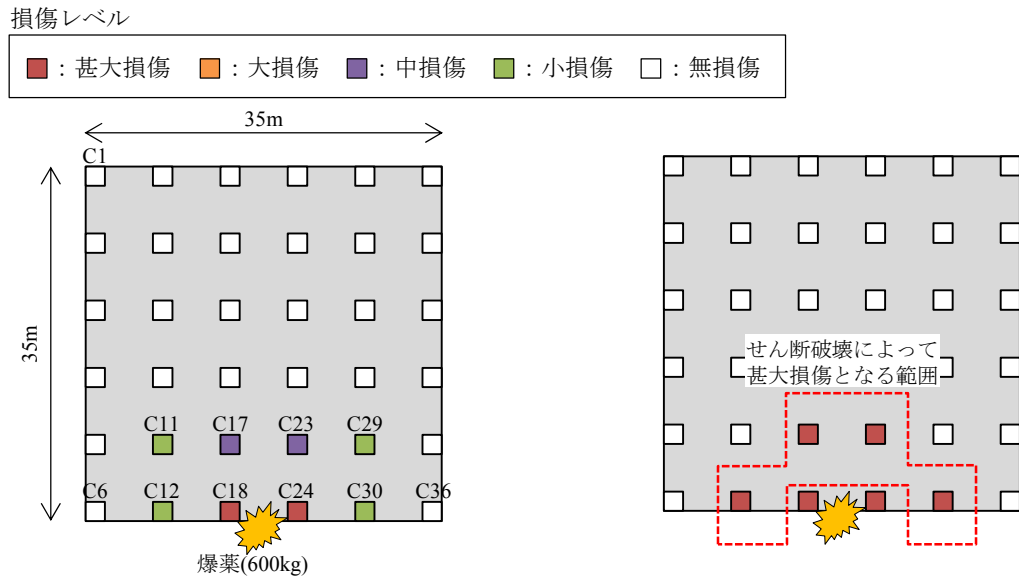 損傷レベル
：甚大損傷 ：大損傷 ：中損傷 ：小損傷 ：無損傷
35m
C1
35m
せん断破壊によって
甚大損傷となる範囲
C11 C17 C23 C29
C6 C12 C18 C24 C30 C36
爆薬(600kg)